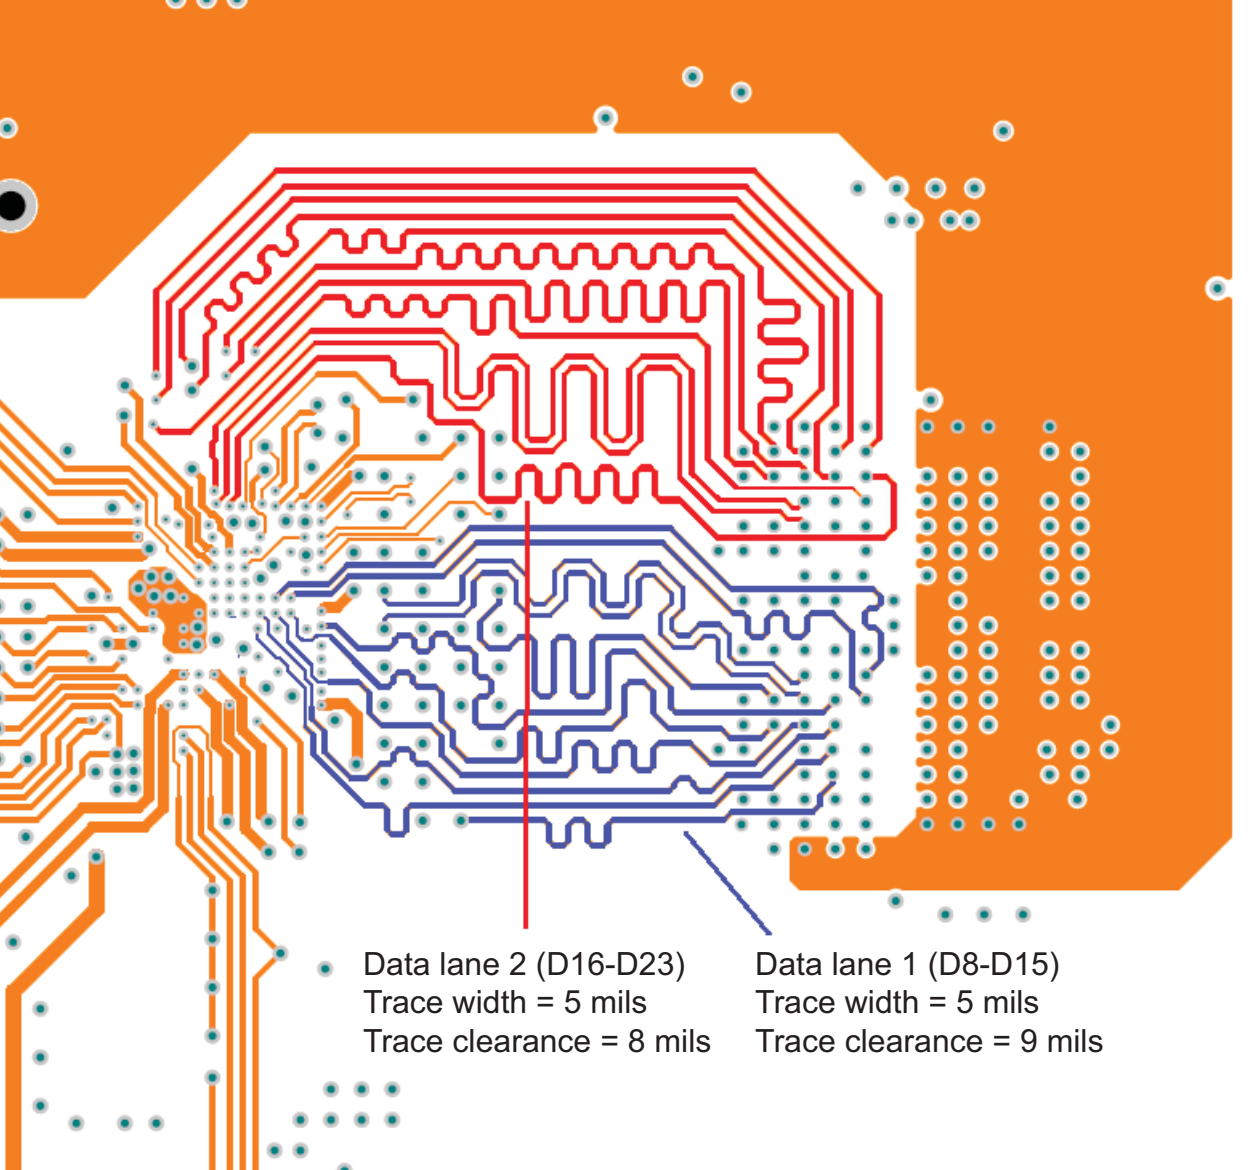 Data lane 2 (D16-D23)
Trace width = 5 mils
Trace clearance = 8 mils
Data lane 1 (D8-D15)
Trace width = 5 mils
Trace clearance = 9 mils